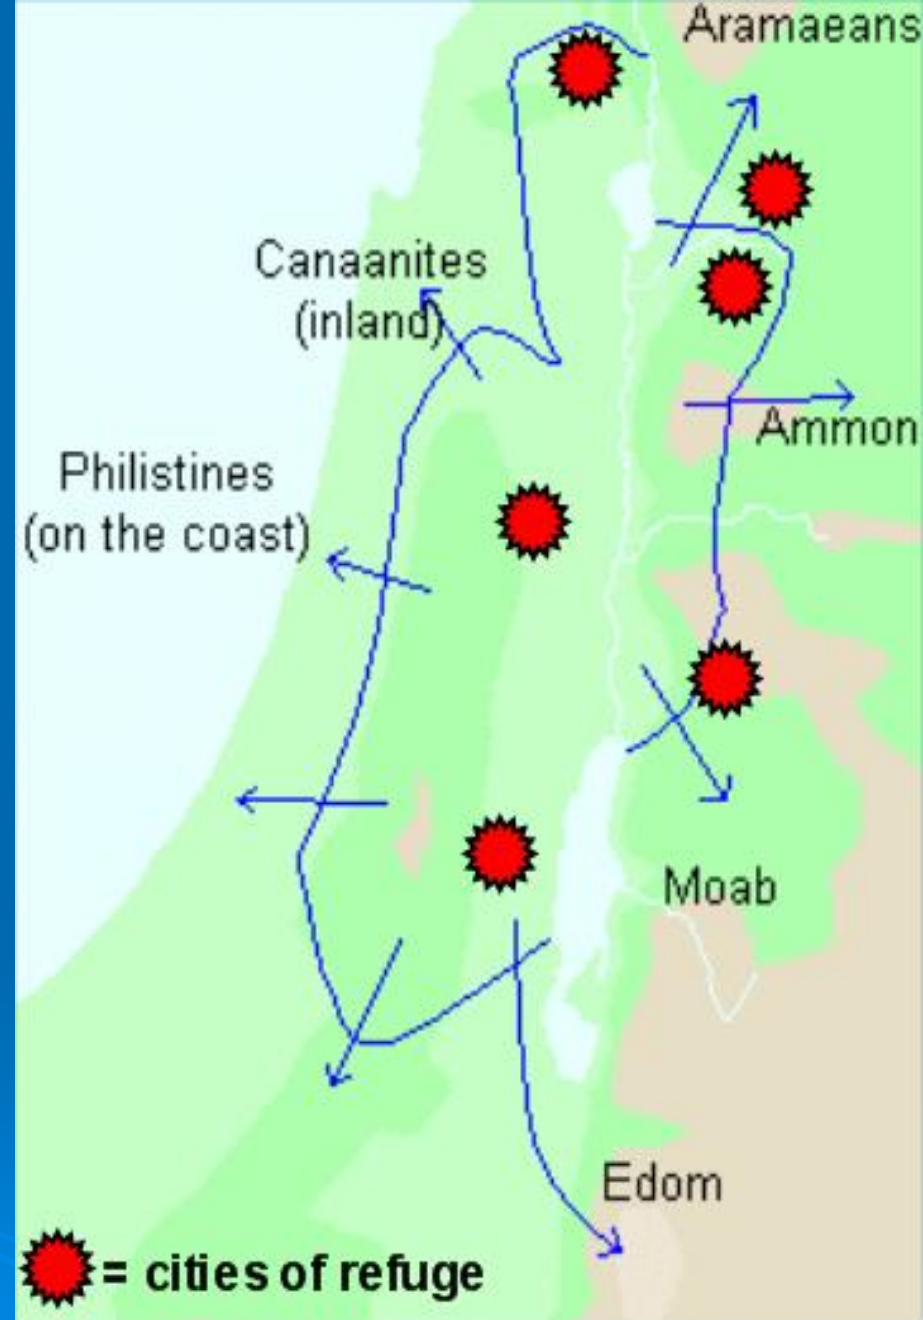 Aramaeans
Canaanites
(inland)
Philistines
(on the coast)
Ammon
Moab
Edom
= cities of refuge